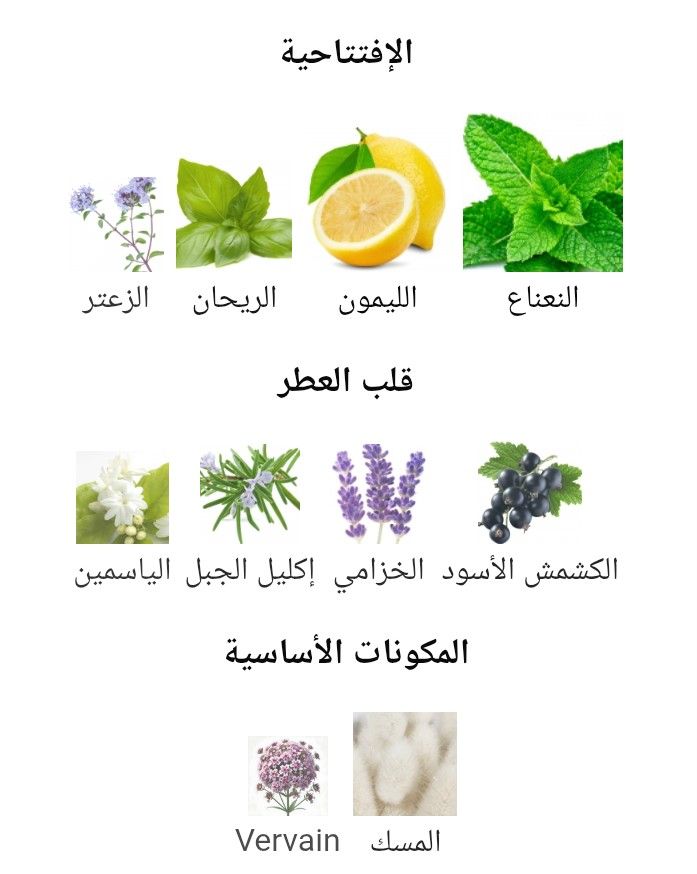 الإفتتاحية
النعناع الليمون الريحان الزعتر
قلب العطر
الكشمش الأسود الخزامي إكليل الجبل الياسمين
المكونات الأساسية
المسك Vervain